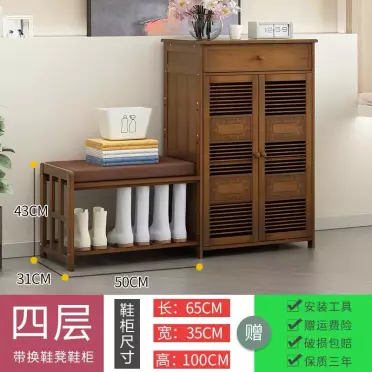 43CM
31CM
50CM
四层
带换鞋凳鞋柜
鞋柜尺寸
长：65CM
宽：35CM
高：100CM
赠
安装工具
赠运费险
破损包赔
保质三年